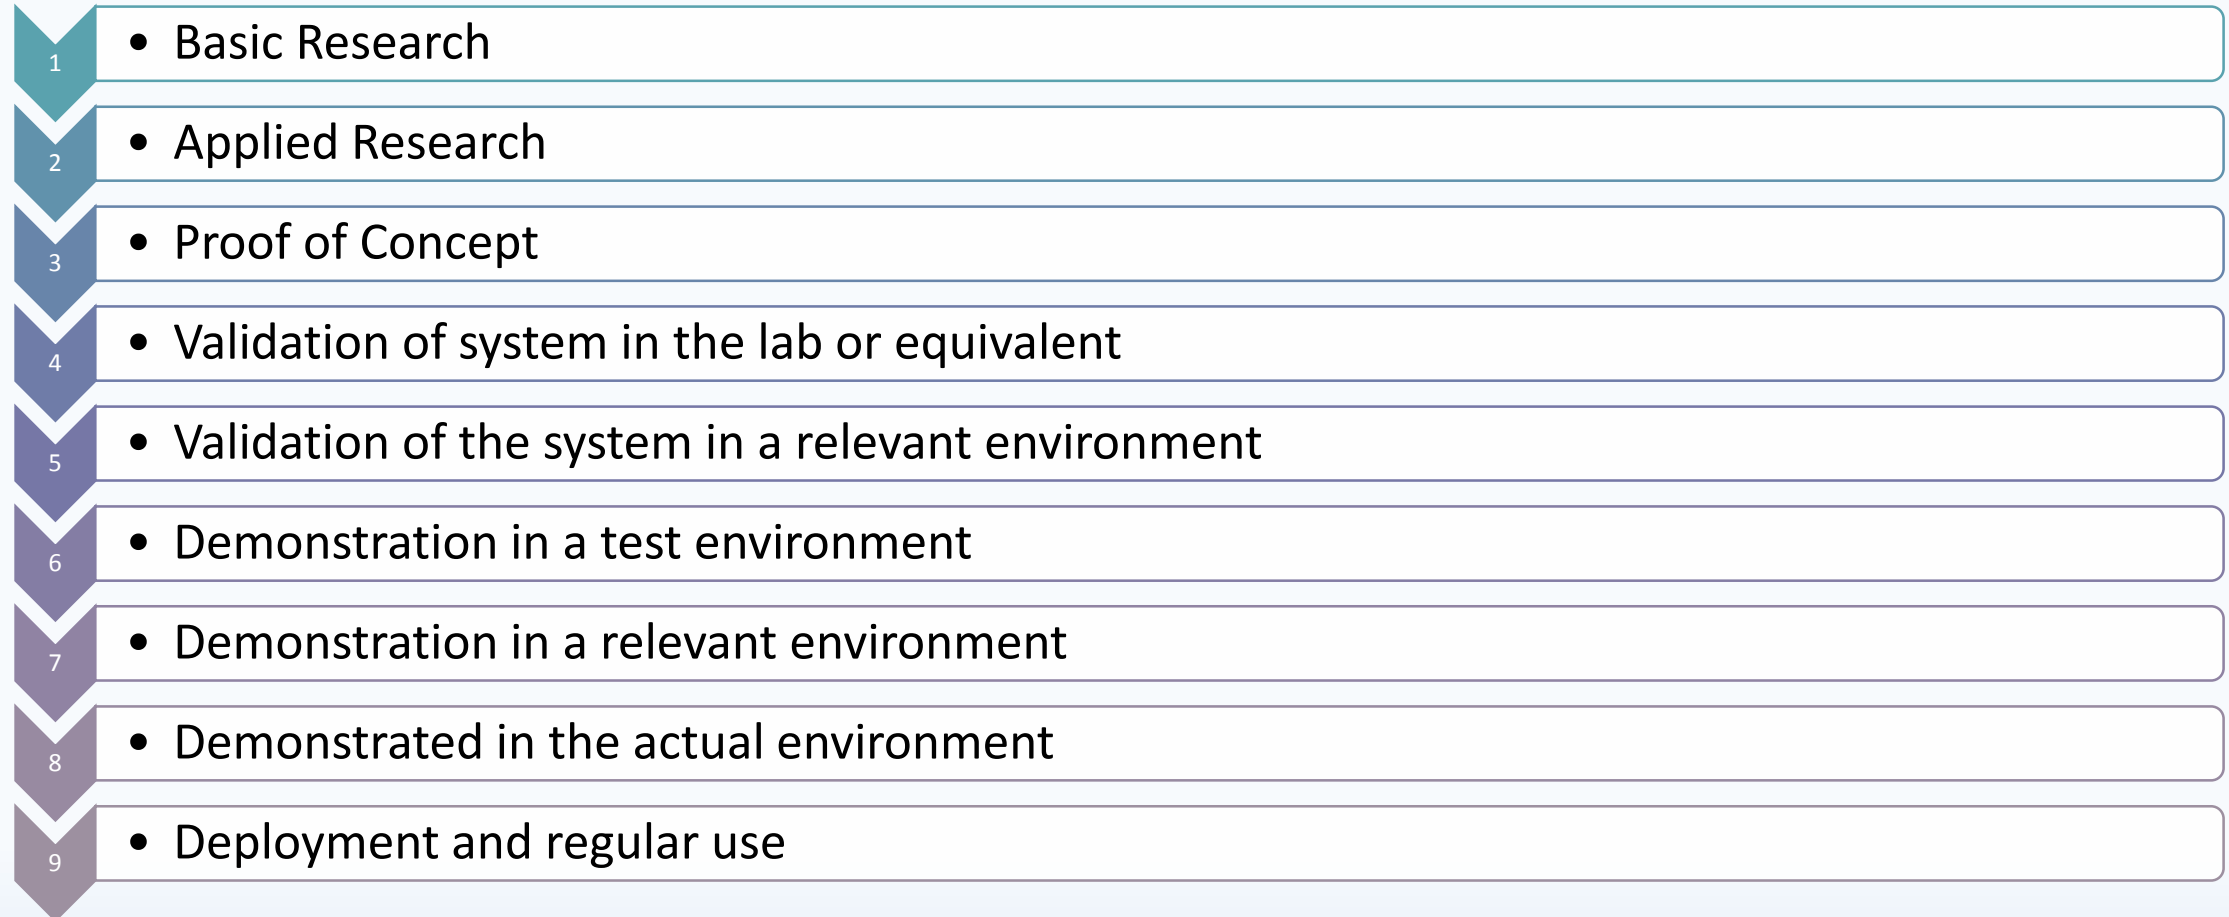 1 • Basic Research
2 • Applied Research
3 • Proof of Concept
4 • Validation of system in the lab or equivalent
5 • Validation of the system in a relevant environment
6 • Demonstration in a test environment
7 • Demonstration in a relevant environment
8 • Demonstrated in the actual environment
9 • Deployment and regular use